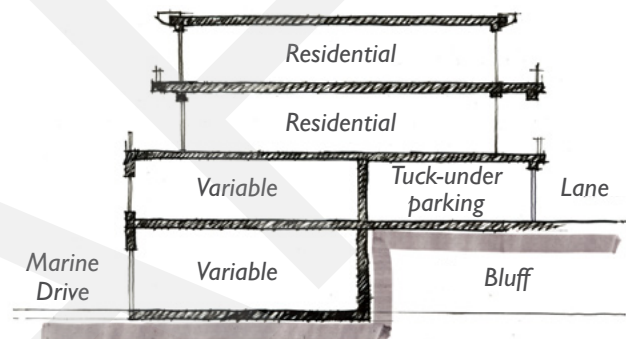 Residential
Residential
Variable
Tuck-under
parking
Lane
Marine
Drive
Variable
Bluff